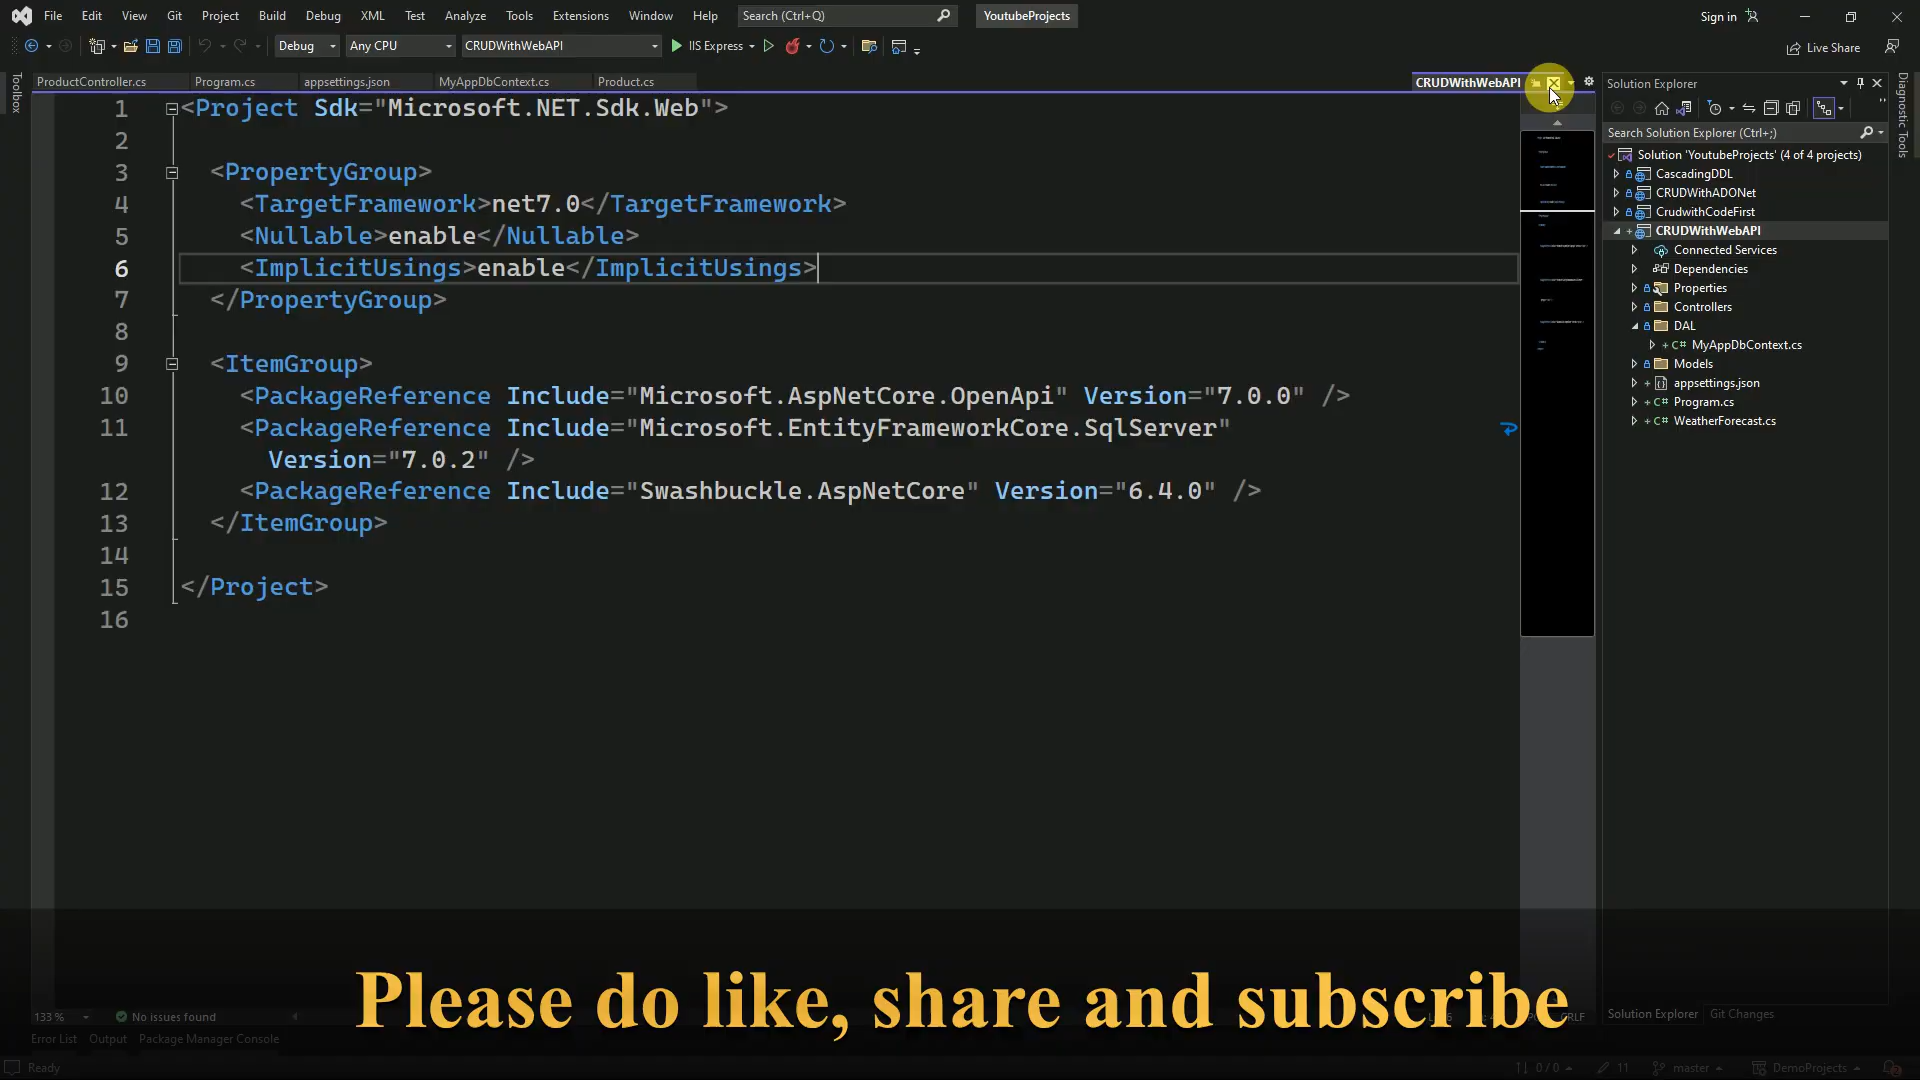 File Edit View Git Project Build Debug XML Test Analyze Tools Extensions Window Help Search (Ctrl+Q) YoutubeProjects Sign in
Debug Any CPU CRUDWithWebAPI IIS Express Live Share
Toolbox
ProductController.cs Program.cs appsettings.json MyAppDbContext.cs Product.cs CRUDWithWebAPI
1 <Project Sdk="Microsoft.NET.Sdk.Web">
2
3 <PropertyGroup>
4 <TargetFramework>net7.0</TargetFramework>
5 <Nullable>enable</Nullable>
6 <ImplicitUsings>enable</ImplicitUsings>
7 </PropertyGroup>
8
9 <ItemGroup>
10 <PackageReference Include="Microsoft.AspNetCore.OpenApi" Version="7.0.0" />
11 <PackageReference Include="Microsoft.EntityFrameworkCore.SqlServer"
Version="7.0.2" />
12 <PackageReference Include="Swashbuckle.AspNetCore" Version="6.4.0" />
13 </ItemGroup>
14
15 </Project>
16
Solution Explorer
Search Solution Explorer (Ctrl+;)
Solution 'YoutubeProjects' (4 of 4 projects)
CascadingDDL
CRUDWithADONet
CrudwithCodeFirst
CRUDWithWebAPI
Connected Services
Dependencies
Properties
Controllers
DAL
C# MyAppDbContext.cs
Models
appsettings.json
C# Program.cs
C# WeatherForecast.cs
Diagnostic Tools
Please do like, share and subscribe
133 % No issues found CRLF
Solution Explorer Git Changes
Error List Output Package Manager Console
Ready 0 / 0 11 master DemoProjects